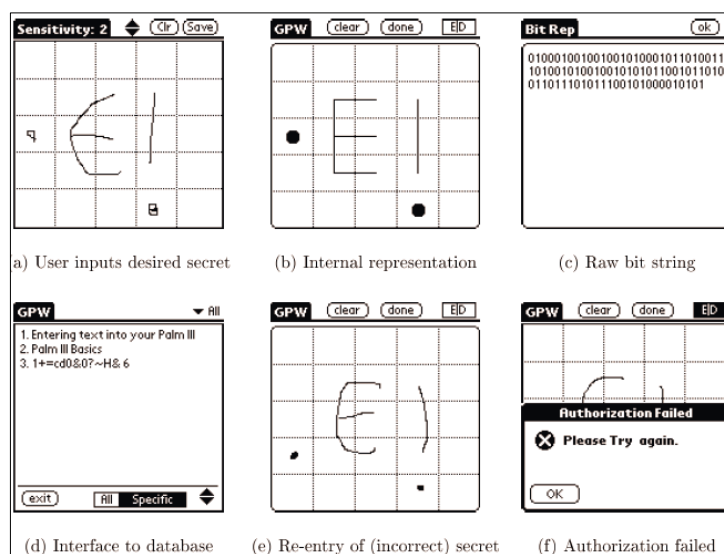 Sensitivity: 2 Clr Save
GPW clear done E|D
Bit Rep ok
010001001001001010001011010011
101001010010010101011001011010
011011101011100101000010101
(a) User inputs desired secret
(b) Internal representation
(c) Raw bit string
GPW All
1. Entering text into your Palm III
2. Palm III Basics
3. 1+=cd0&0?~H& 6
exit All Specific
GPW clear done E|D
GPW clear done E|D
Authorization Failed
Please Try again.
OK
(d) Interface to database
(e) Re-entry of (incorrect) secret
(f) Authorization failed